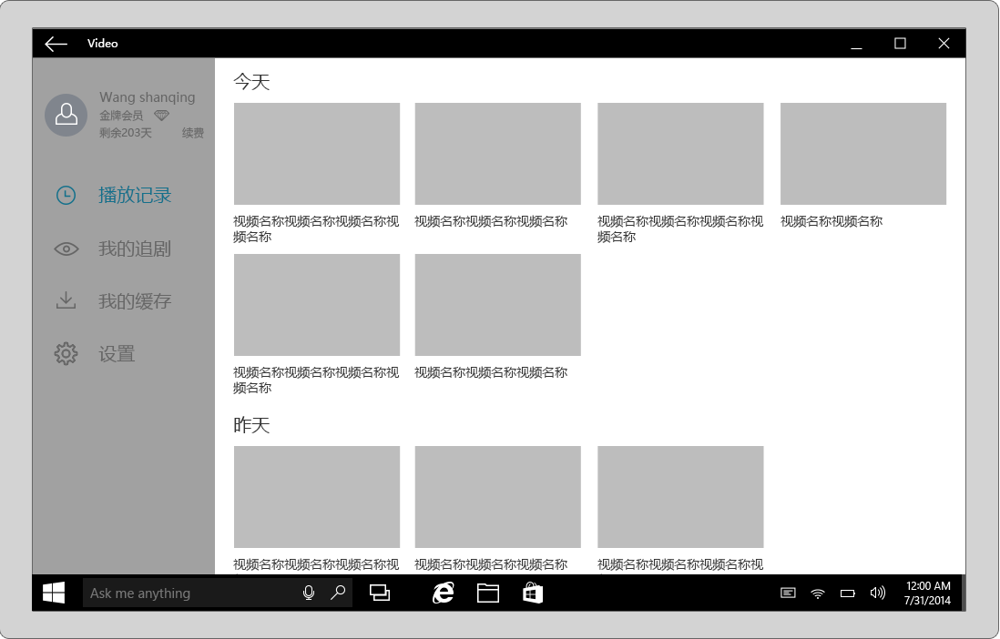 Video
Wang shanqing
金牌会员
剩余203天 续费
播放记录
我的追剧
我的缓存
设置
今天
视频名称视频名称视频名称视
频名称
视频名称视频名称视频名称
视频名称视频名称视频名称视
频名称
视频名称视频名称
视频名称视频名称视频名称视
频名称
视频名称视频名称视频名称
昨天
视频名称视频名称视频名称视
视频名称视频名称视频名称
视频名称视频名称视频名称视
Ask me anything
12:00 AM
7/31/2014